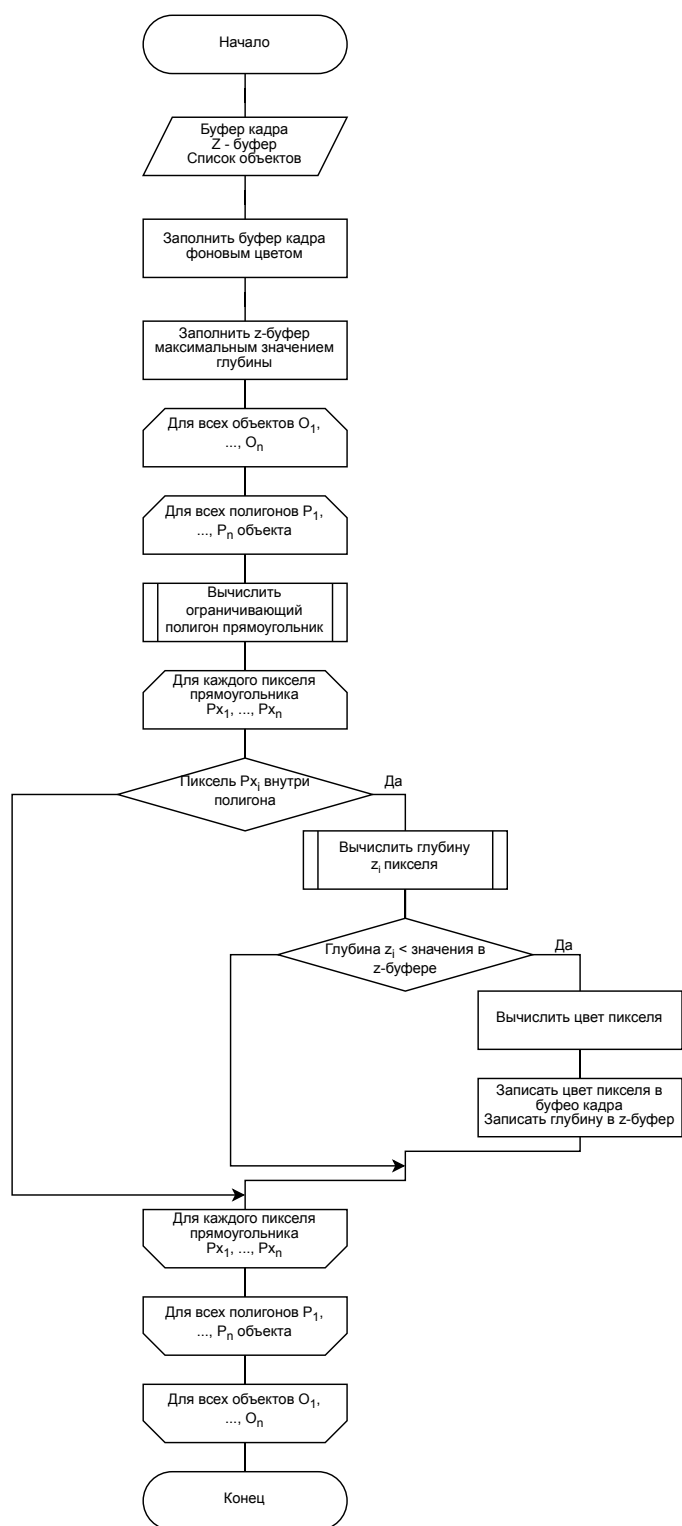 Начало
Буфер кадра
Z - буфер
Список объектов
Заполнить буфер кадра
фоновым цветом
Заполнить z-буфер
максимальным значением
глубины
Для всех объектов O₁,
..., Oₙ
Для всех полигонов P₁,
..., Pₙ объекта
Вычислить
ограничивающий
полигон прямоугольник
Для каждого пикселя
прямоугольника
Px₁, ..., Pxₙ
Пиксель Pxᵢ внутри
полигона
Да
Вычислить глубину
zᵢ пикселя
Глубина zᵢ < значения в
z-буфере
Да
Вычислить цвет пикселя
Записать цвет пикселя в
буфео кадра
Записать глубину в z-буфер
Для каждого пикселя
прямоугольника
Px₁, ..., Pxₙ
Для всех полигонов P₁,
..., Pₙ объекта
Для всех объектов O₁,
..., Oₙ
Конец